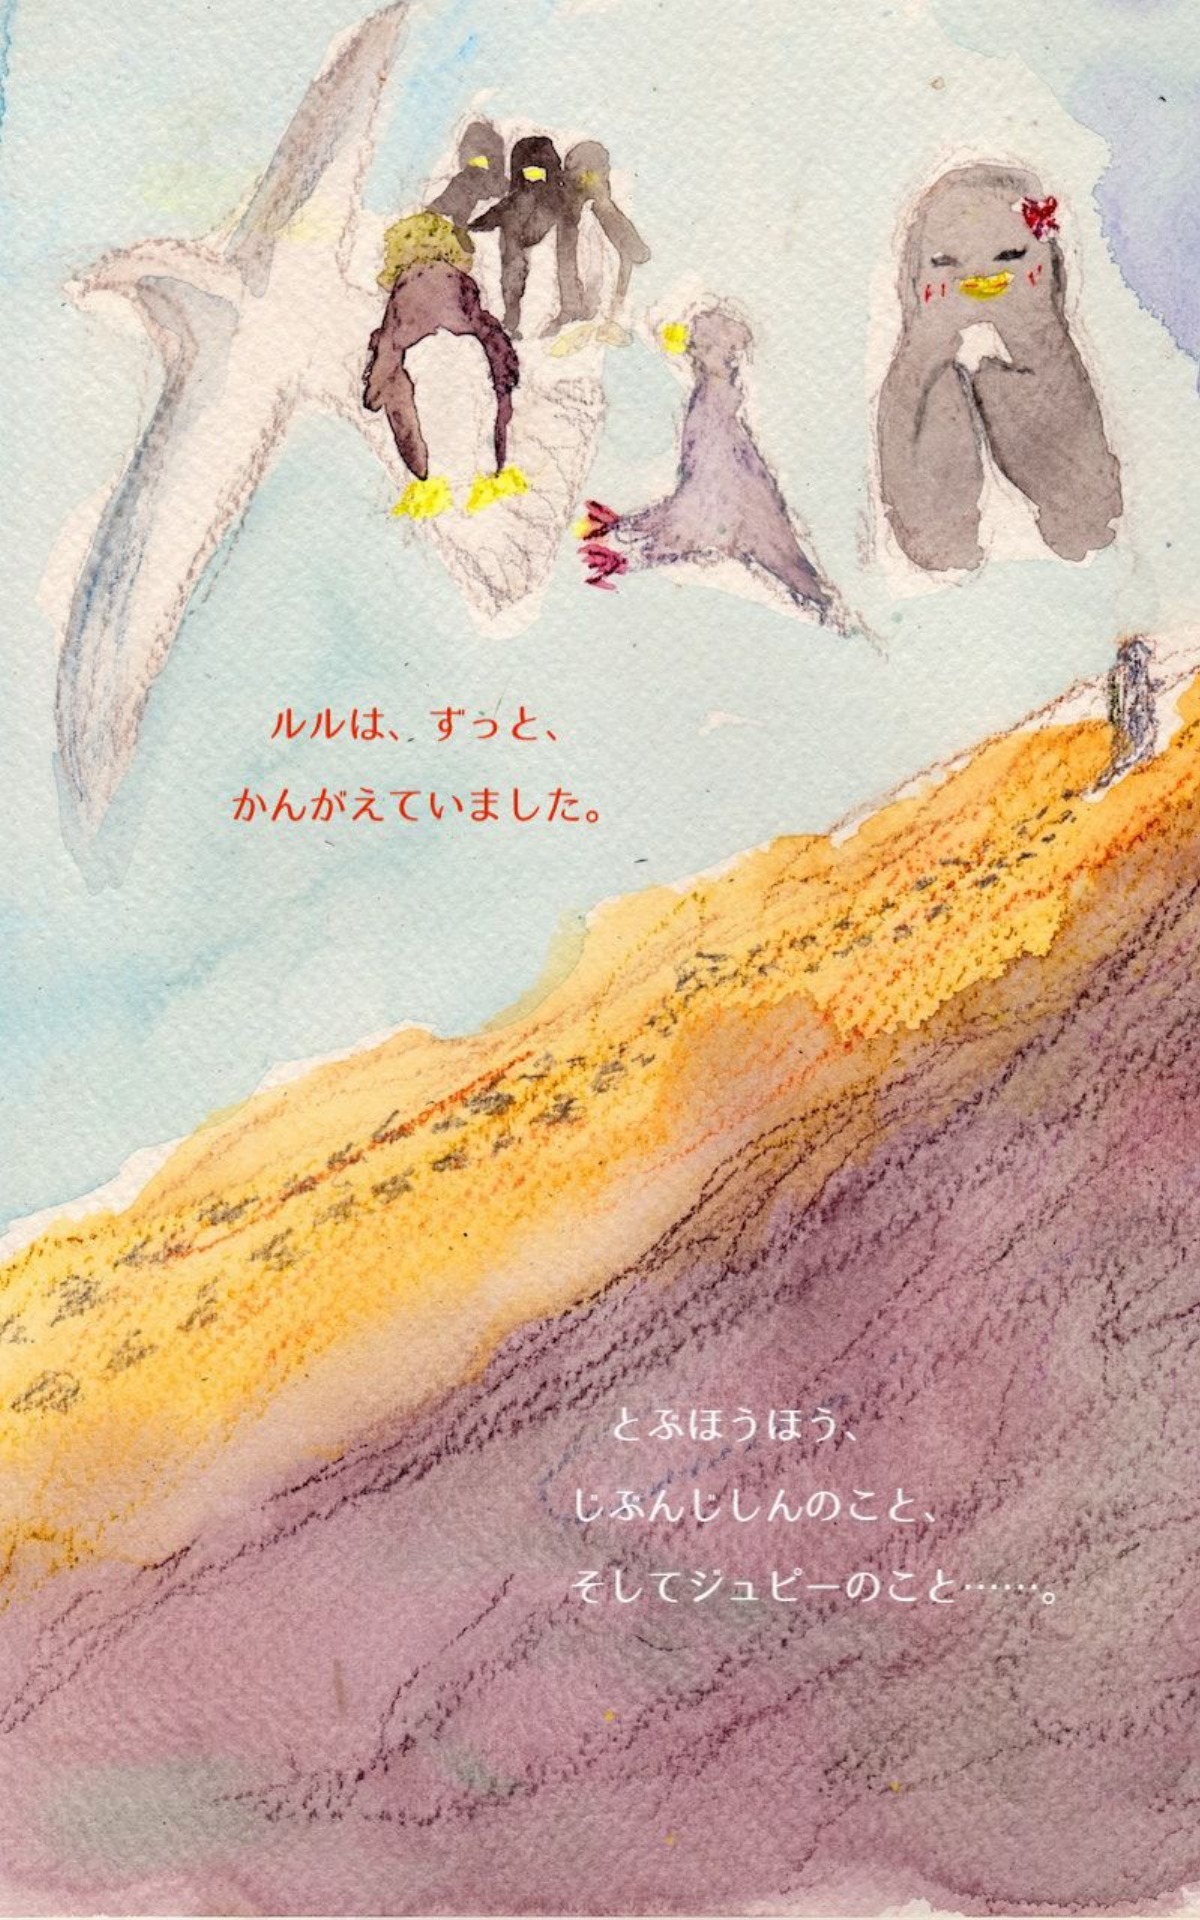 ルルは、ずっと、
かんがえていました。
とぶほうほう、
じぶんじしんのこと、
そしてジュピーのこと……。